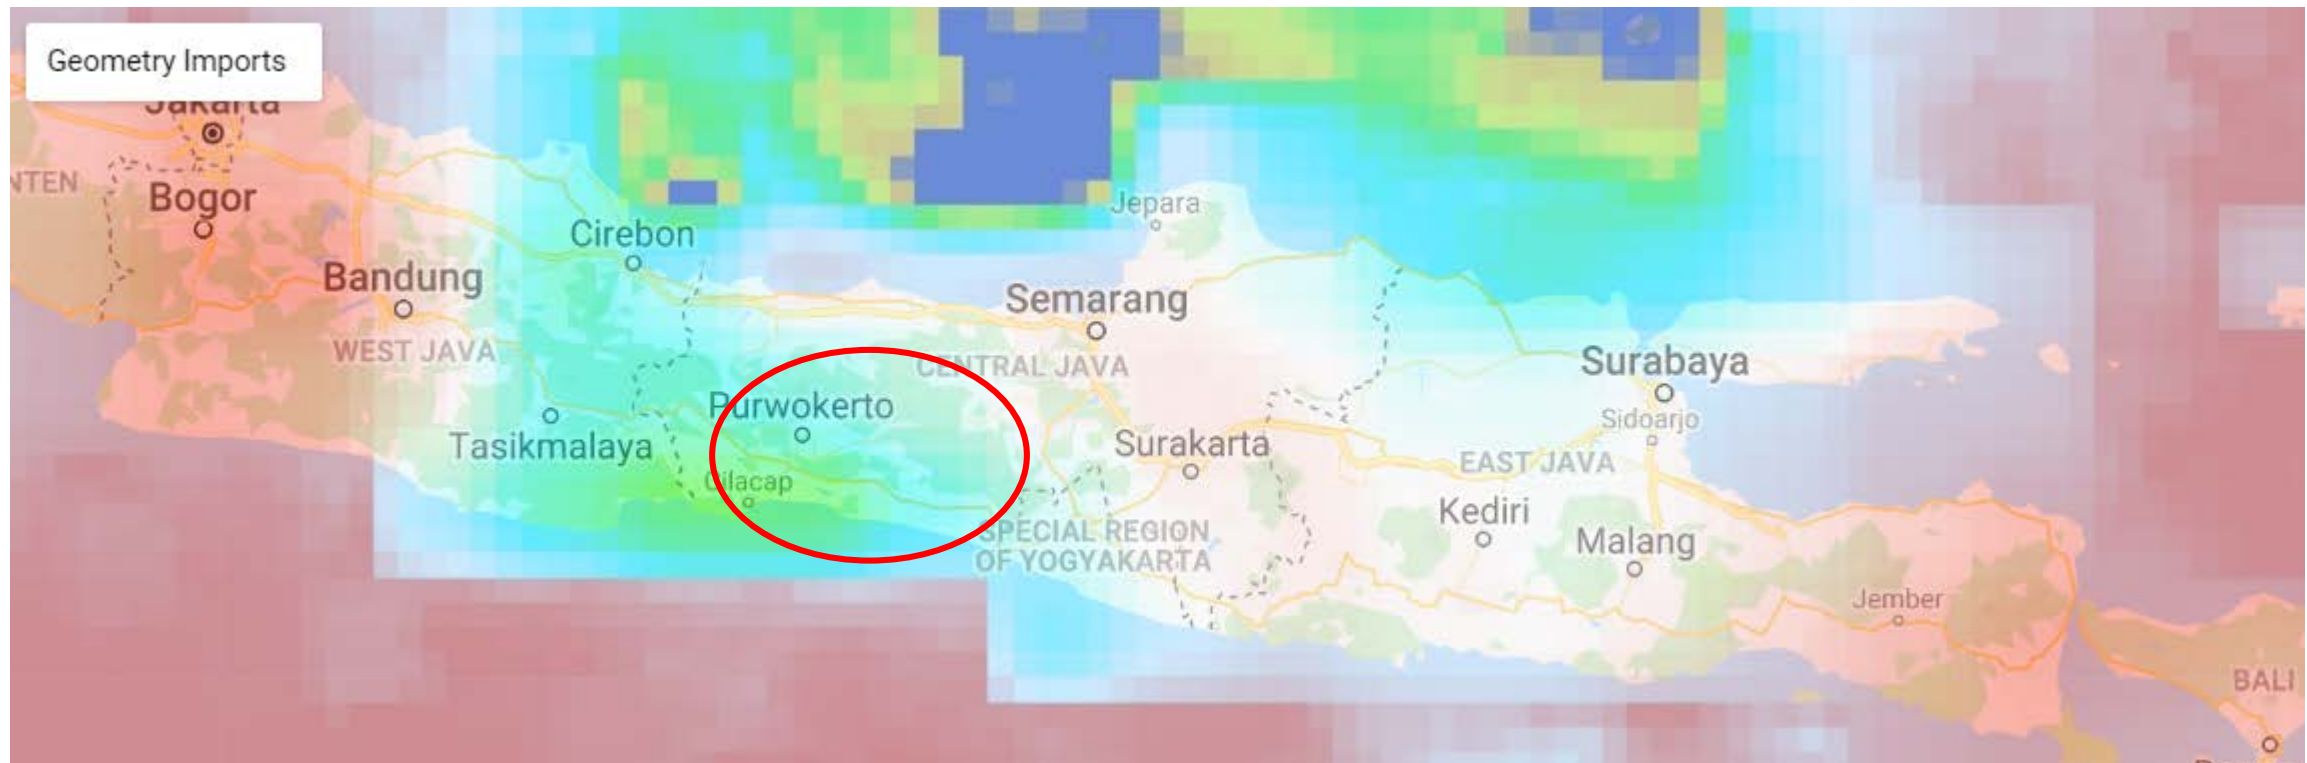 Geometry Imports
Jakarta
NTEN
Bogor
Jepara
Cirebon
Bandung
Semarang
WEST JAVA
CENTRAL JAVA
Surabaya
Purwokerto
Sidoarjo
Tasikmalaya
Surakarta
EAST JAVA
Cilacap
Kediri
SPECIAL REGION
OF YOGYAKARTA
Malang
Jember
BALI